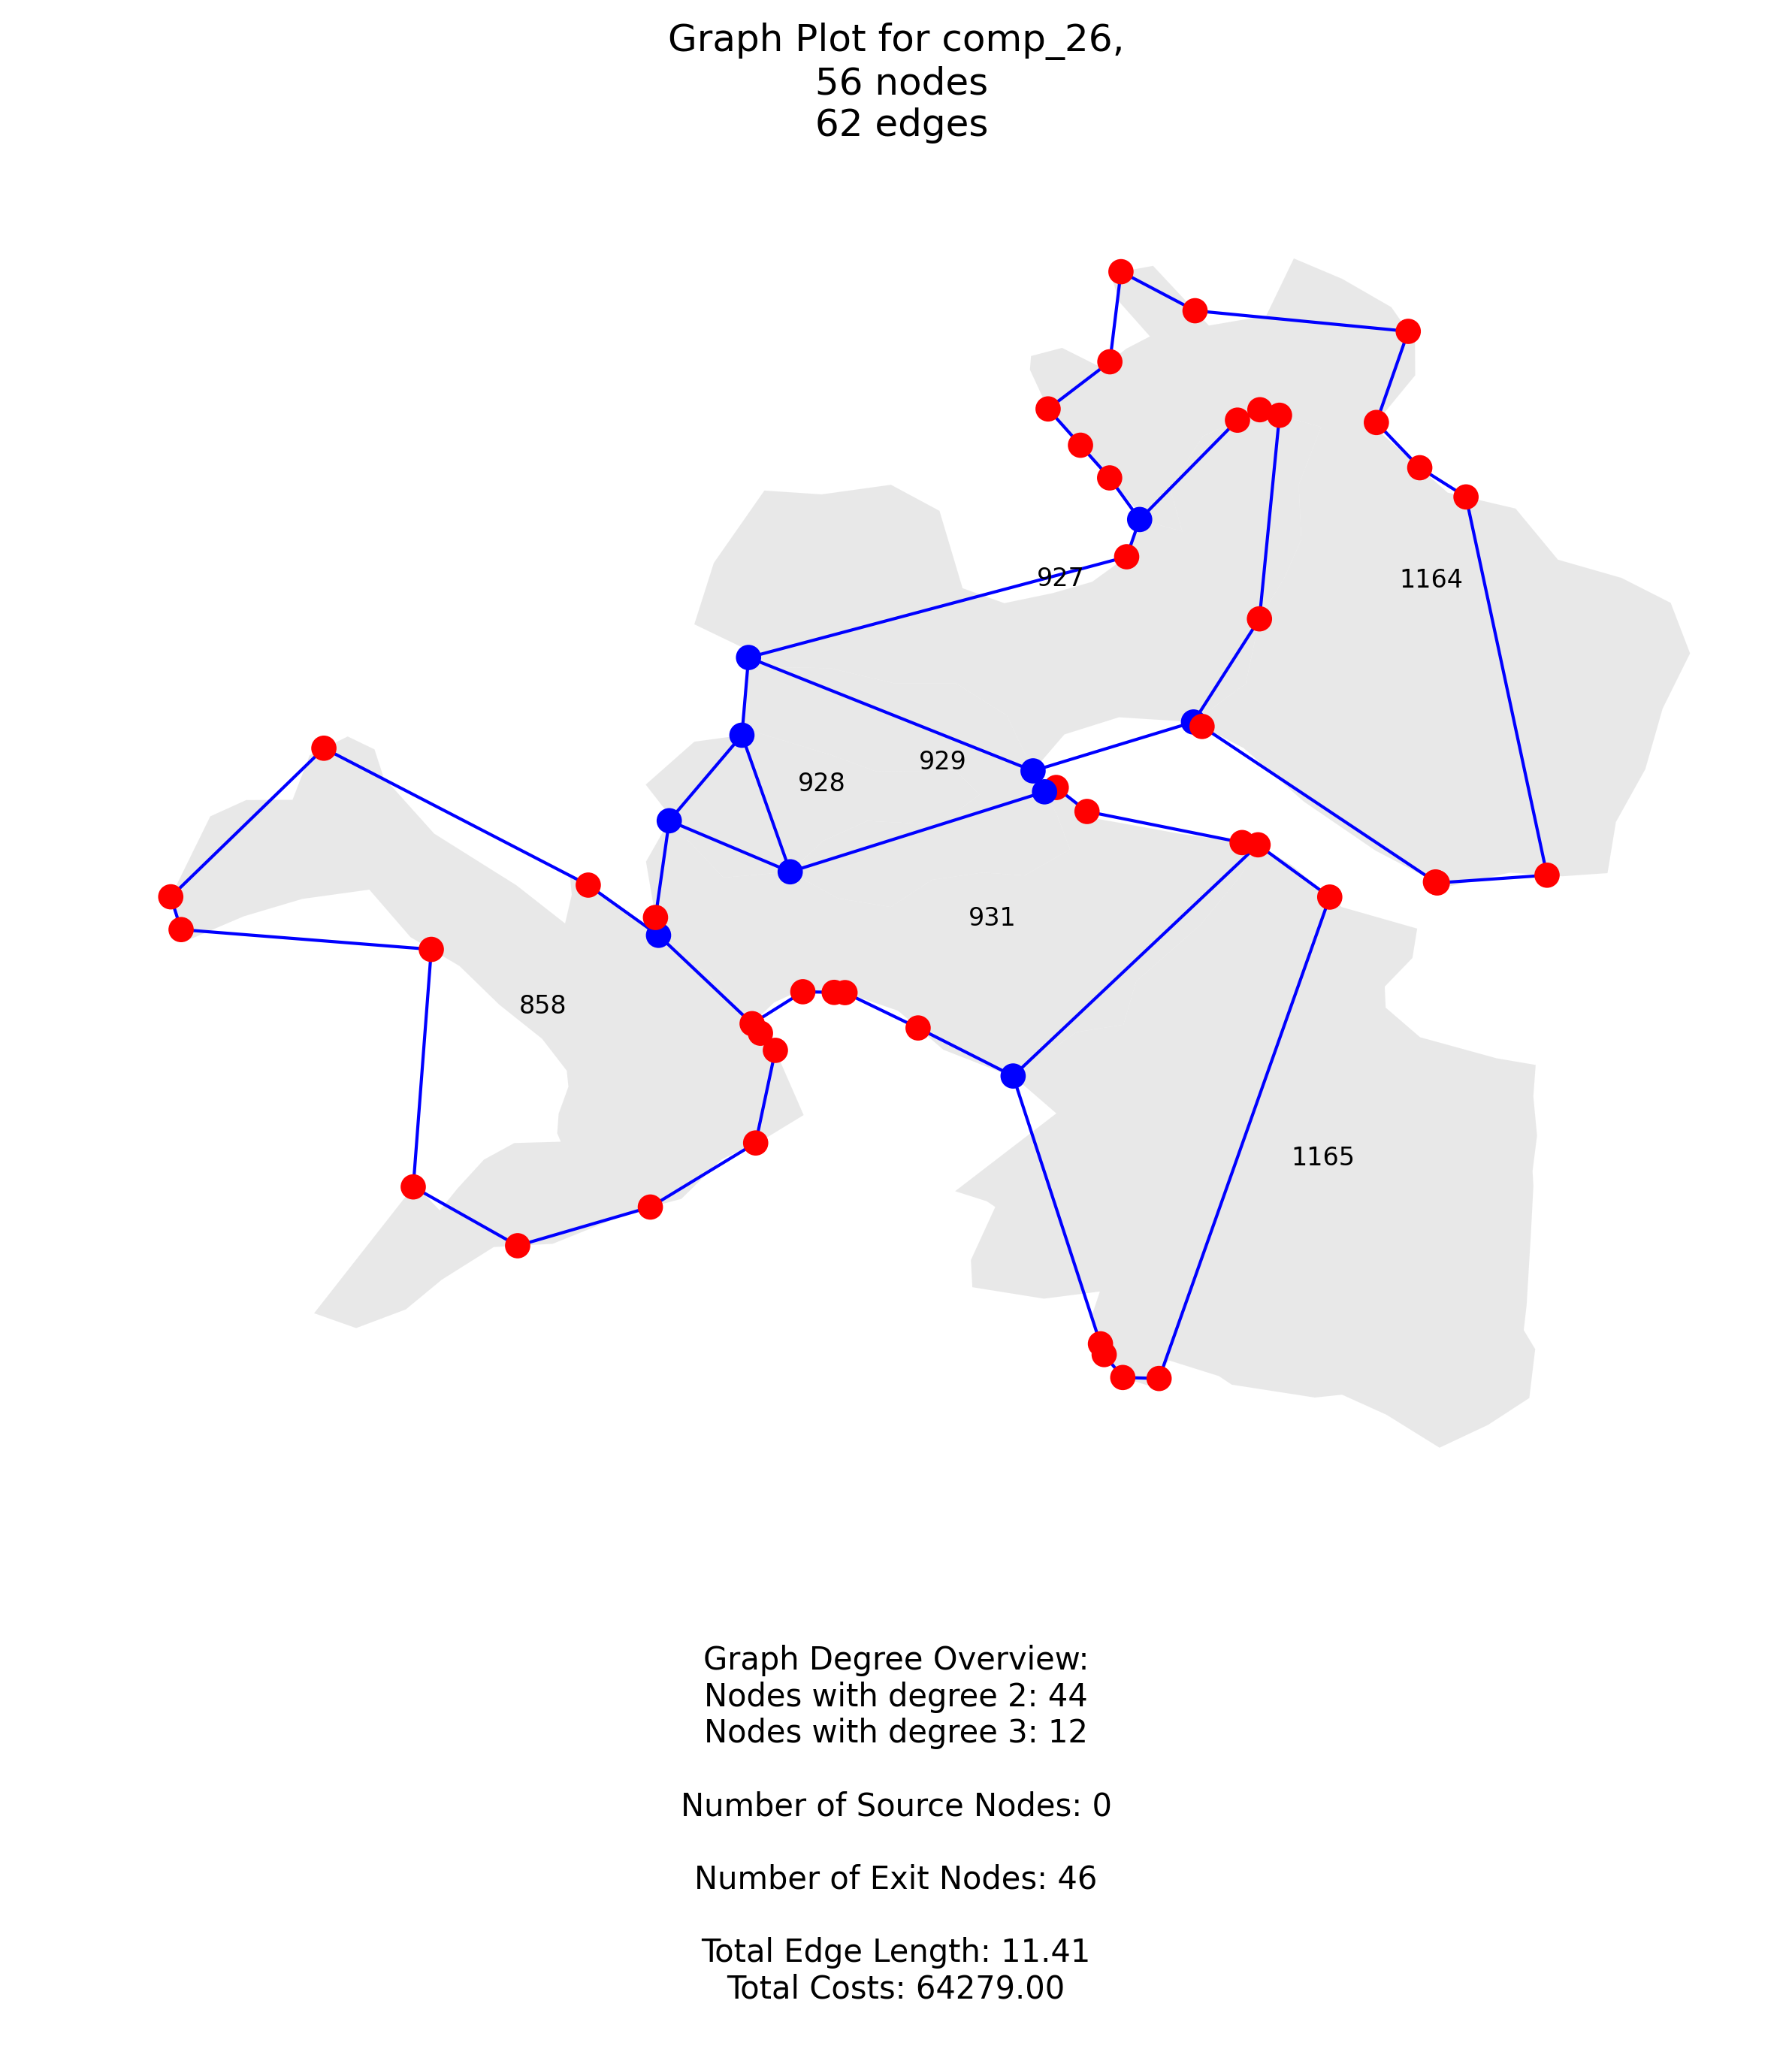 Graph Plot for comp_26,
56 nodes
62 edges
927
1164
929
928
931
858
1165
Graph Degree Overview:
Nodes with degree 2: 44
Nodes with degree 3: 12
Number of Source Nodes: 0
Number of Exit Nodes: 46
Total Edge Length: 11.41
Total Costs: 64279.00